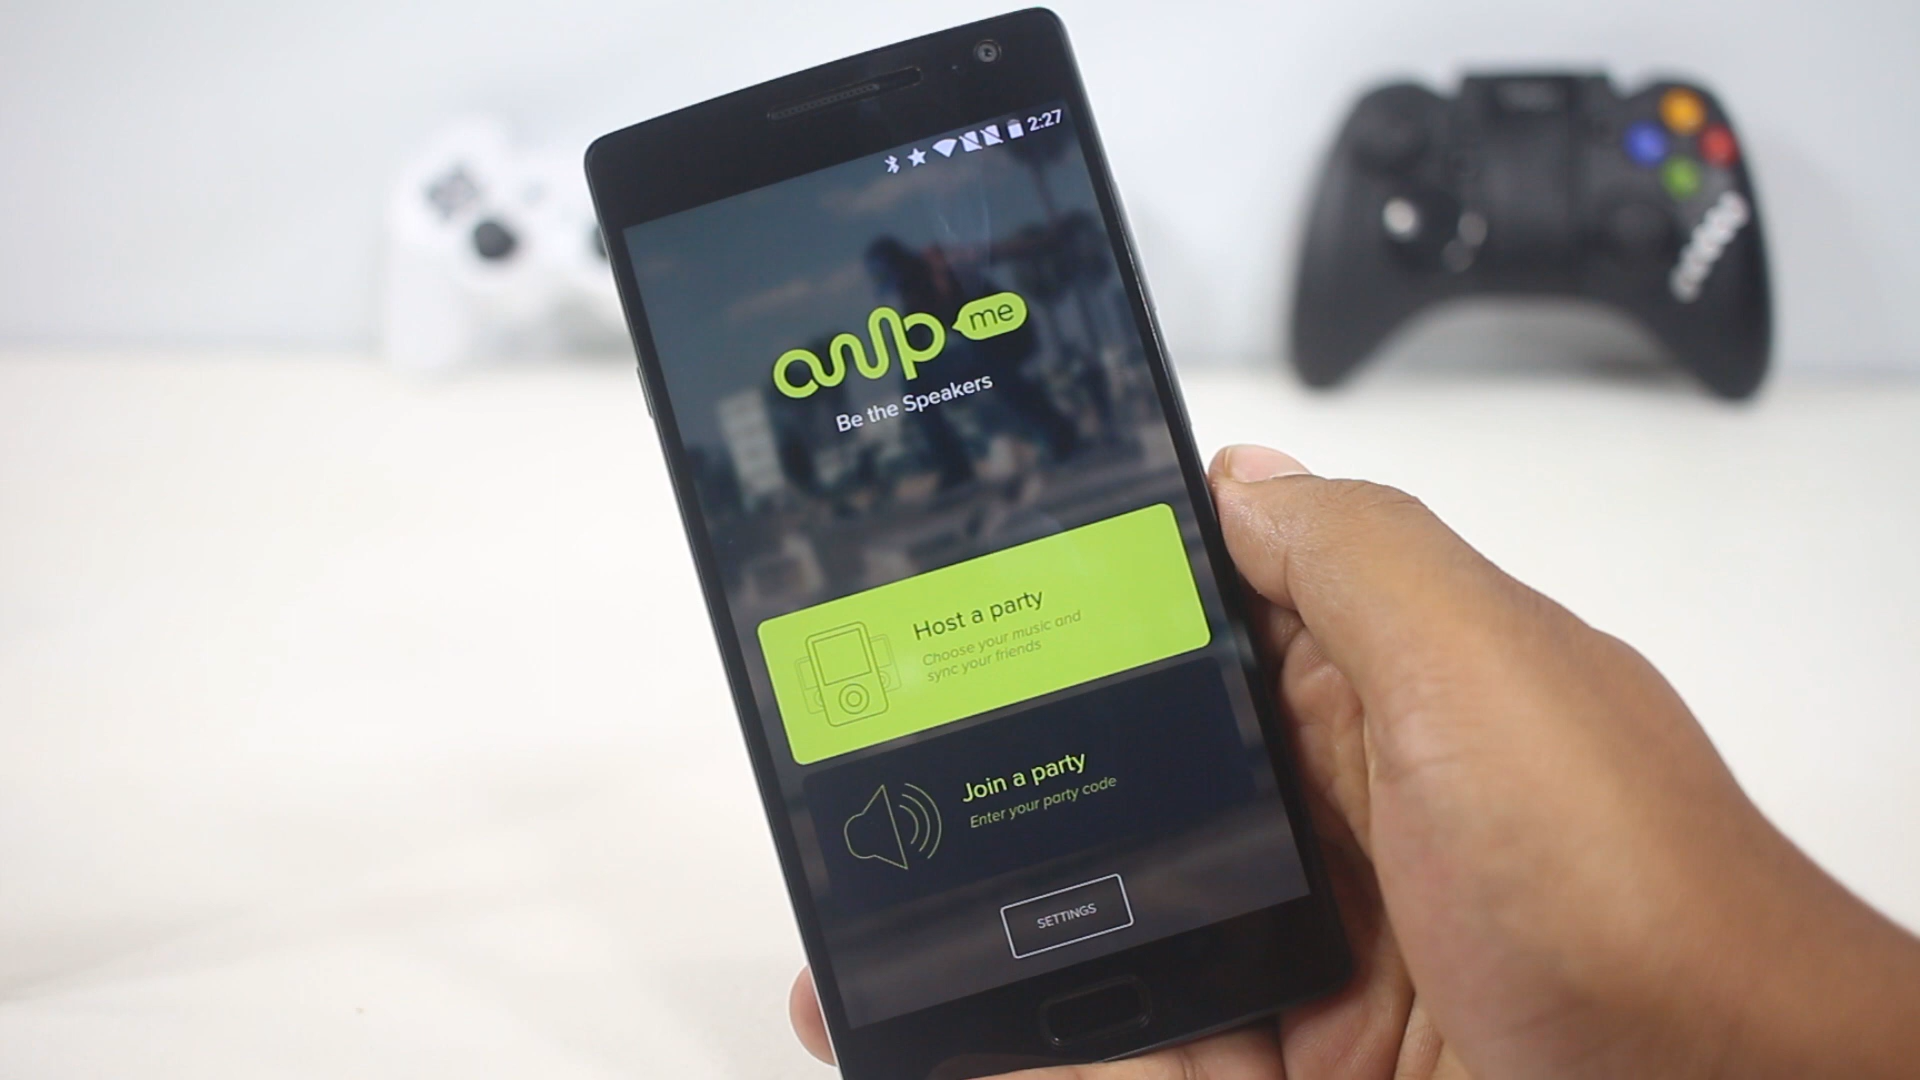 2:27
amp me
Be the Speakers
Host a party
Choose your music and
sync your friends
Join a party
Enter your party code
SETTINGS